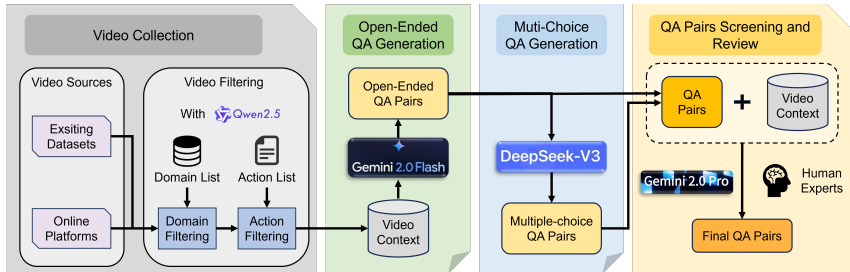 Video Collection
Video Sources
Exsiting
Datasets
Online
Platforms
Video Filtering
With Qwen2.5
Domain List
Action List
Domain
Filtering
Action
Filtering
Open-Ended
QA Generation
Open-Ended
QA Pairs
Gemini 2.0 Flash
Video
Context
Muti-Choice
QA Generation
DeepSeek-V3
Multiple-choice
QA Pairs
QA Pairs Screening and
Review
QA
Pairs
+
Video
Context
Gemini 2.0 Pro
Human
Experts
Final QA Pairs